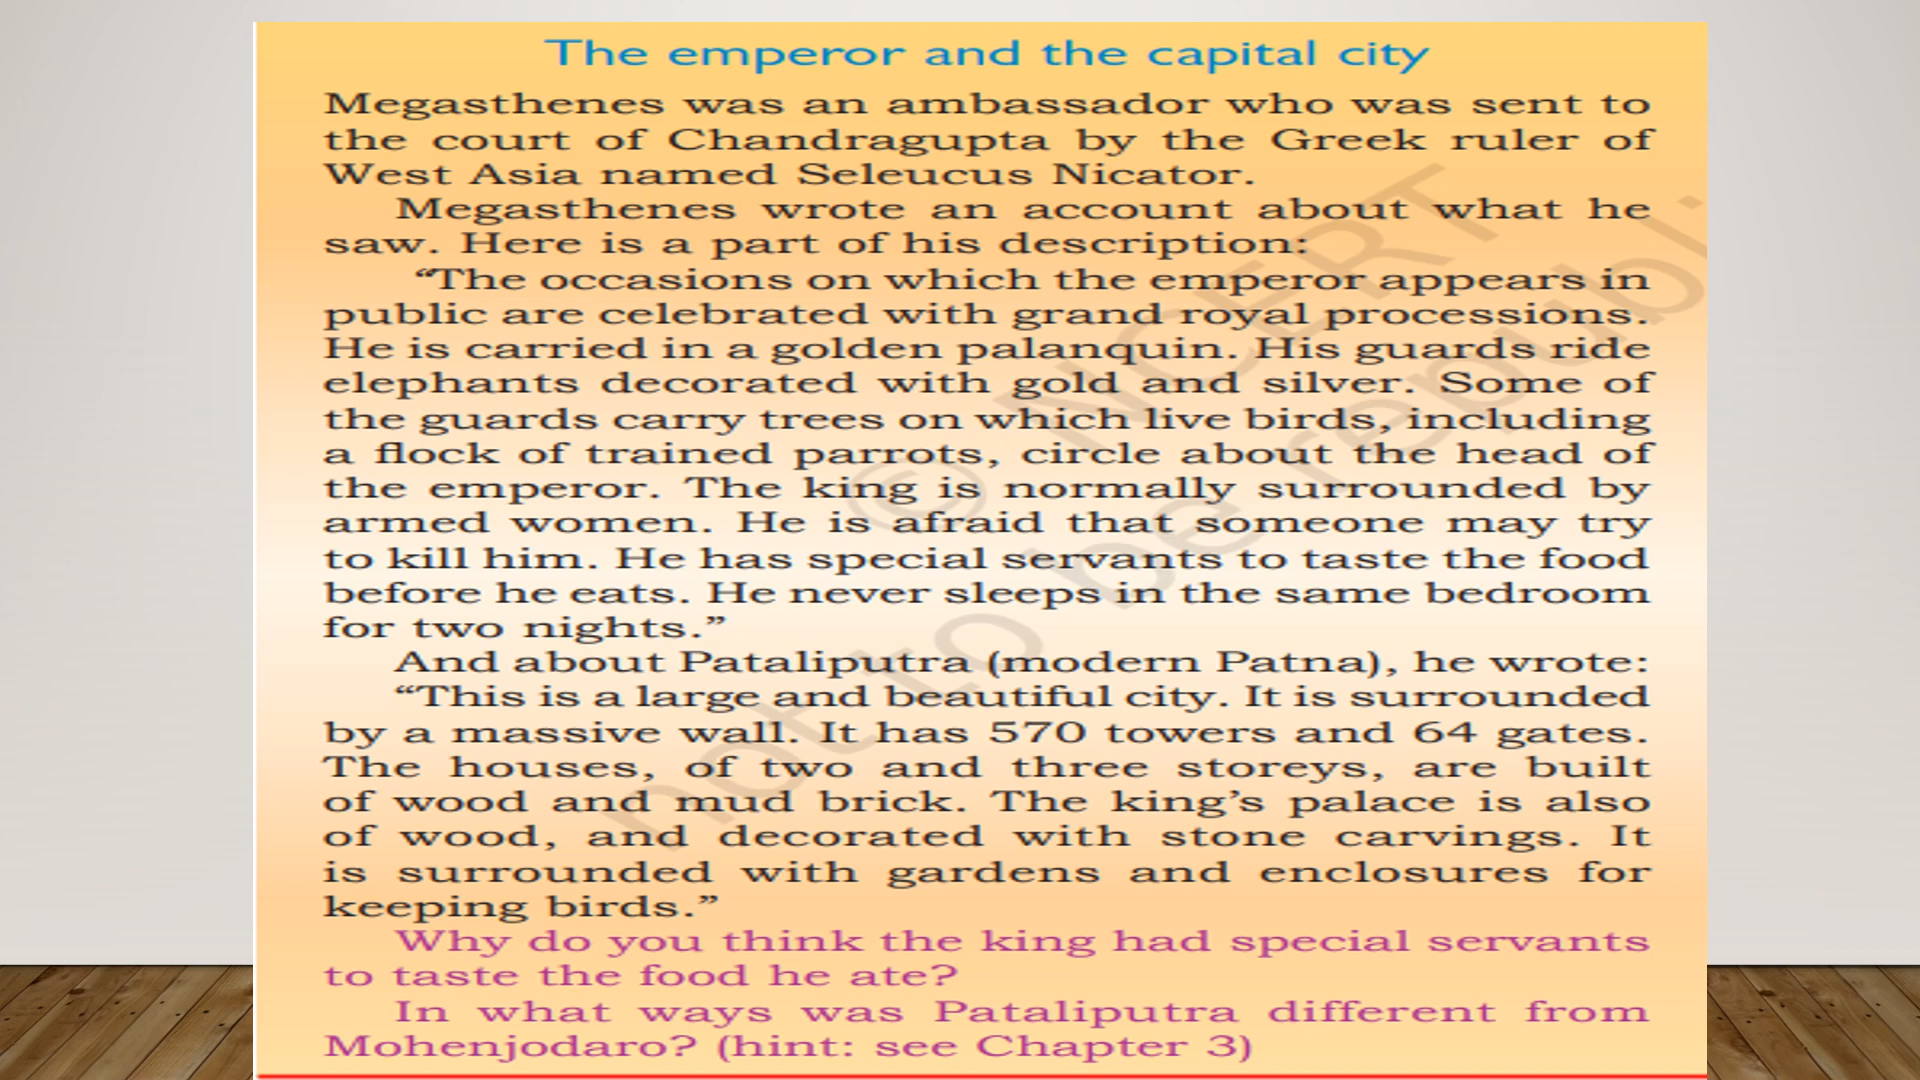 The emperor and the capital city
Megasthenes was an ambassador who was sent to
the court of Chandragupta by the Greek ruler of
West Asia named Seleucus Nicator.
Megasthenes wrote an account about what he
saw. Here is a part of his description:
“The occasions on which the emperor appears in
public are celebrated with grand royal processions.
He is carried in a golden palanquin. His guards ride
elephants decorated with gold and silver. Some of
the guards carry trees on which live birds, including
a flock of trained parrots, circle about the head of
the emperor. The king is normally surrounded by
armed women. He is afraid that someone may try
to kill him. He has special servants to taste the food
before he eats. He never sleeps in the same bedroom
for two nights.”
And about Pataliputra (modern Patna), he wrote:
“This is a large and beautiful city. It is surrounded
by a massive wall. It has 570 towers and 64 gates.
The houses, of two and three storeys, are built
of wood and mud brick. The king’s palace is also
of wood, and decorated with stone carvings. It
is surrounded with gardens and enclosures for
keeping birds.”
Why do you think the king had special servants
to taste the food he ate?
In what ways was Pataliputra different from
Mohenjodaro? (hint: see Chapter 3)
© NCERT
not to be republi